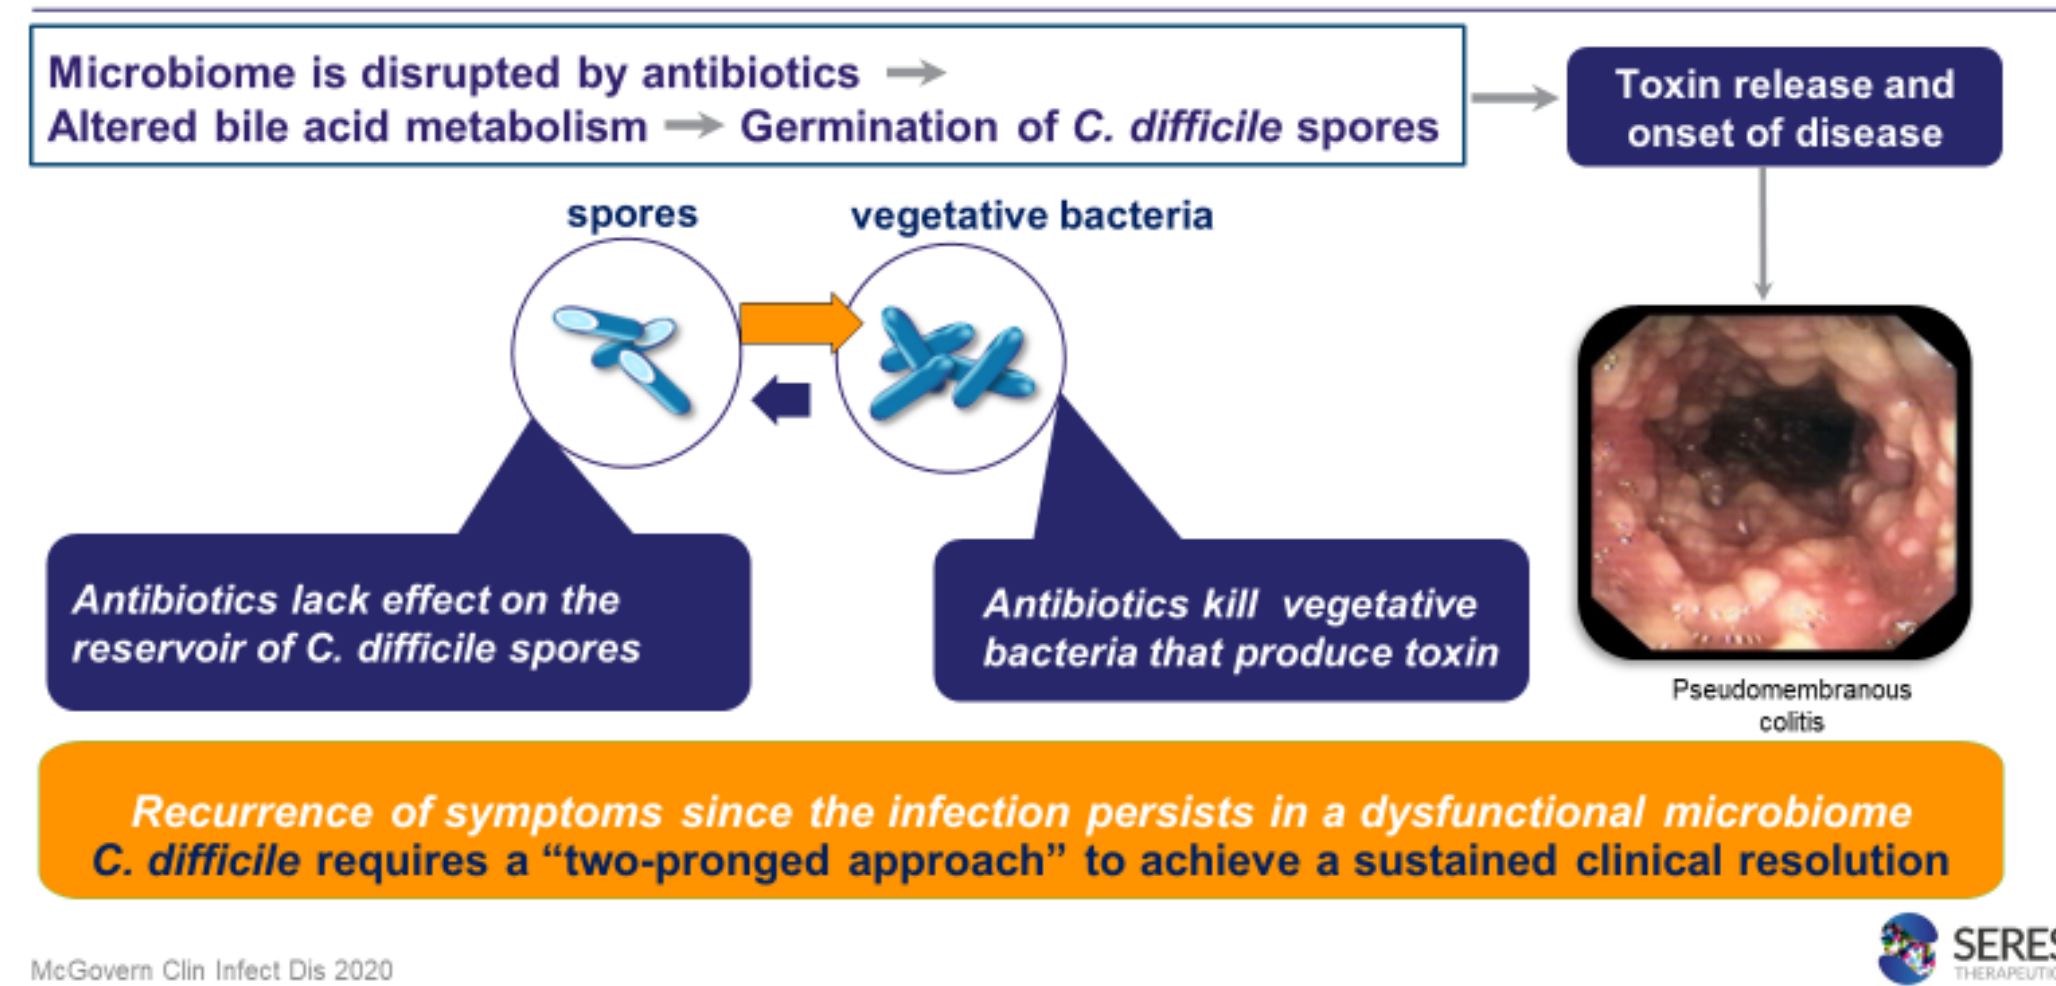 Microbiome is disrupted by antibiotics →
Altered bile acid metabolism → Germination of C. difficile spores
Toxin release and
onset of disease
spores
vegetative bacteria
Antibiotics lack effect on the
reservoir of C. difficile spores
Antibiotics kill vegetative
bacteria that produce toxin
Pseudomembranous
colitis
Recurrence of symptoms since the infection persists in a dysfunctional microbiome
C. difficile requires a “two-pronged approach” to achieve a sustained clinical resolution
McGovern Clin Infect Dis 2020
SERES
THERAPEUTIC